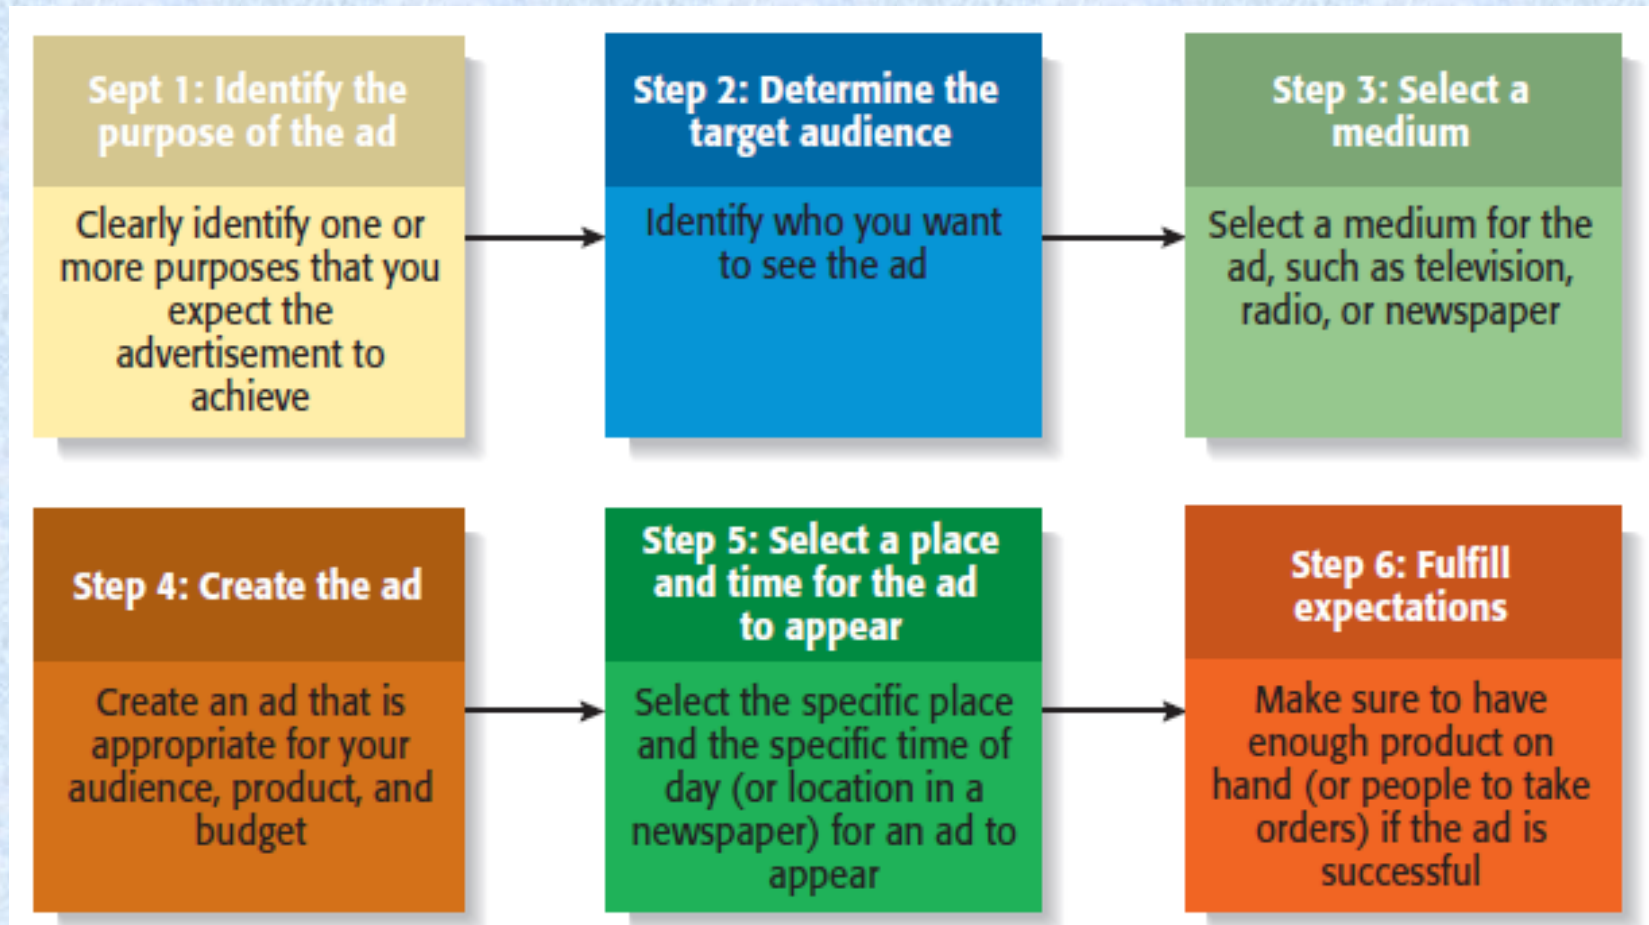 Sept 1: Identify the
purpose of the ad
Clearly identify one or
more purposes that you
expect the
advertisement to
achieve
Step 2: Determine the
target audience
Identify who you want
to see the ad
Step 3: Select a
medium
Select a medium for the
ad, such as television,
radio, or newspaper
Step 4: Create the ad
Create an ad that is
appropriate for your
audience, product, and
budget
Step 5: Select a place
and time for the ad
to appear
Select the specific place
and the specific time of
day (or location in a
newspaper) for an ad to
appear
Step 6: Fulfill
expectations
Make sure to have
enough product on
hand (or people to take
orders) if the ad is
successful